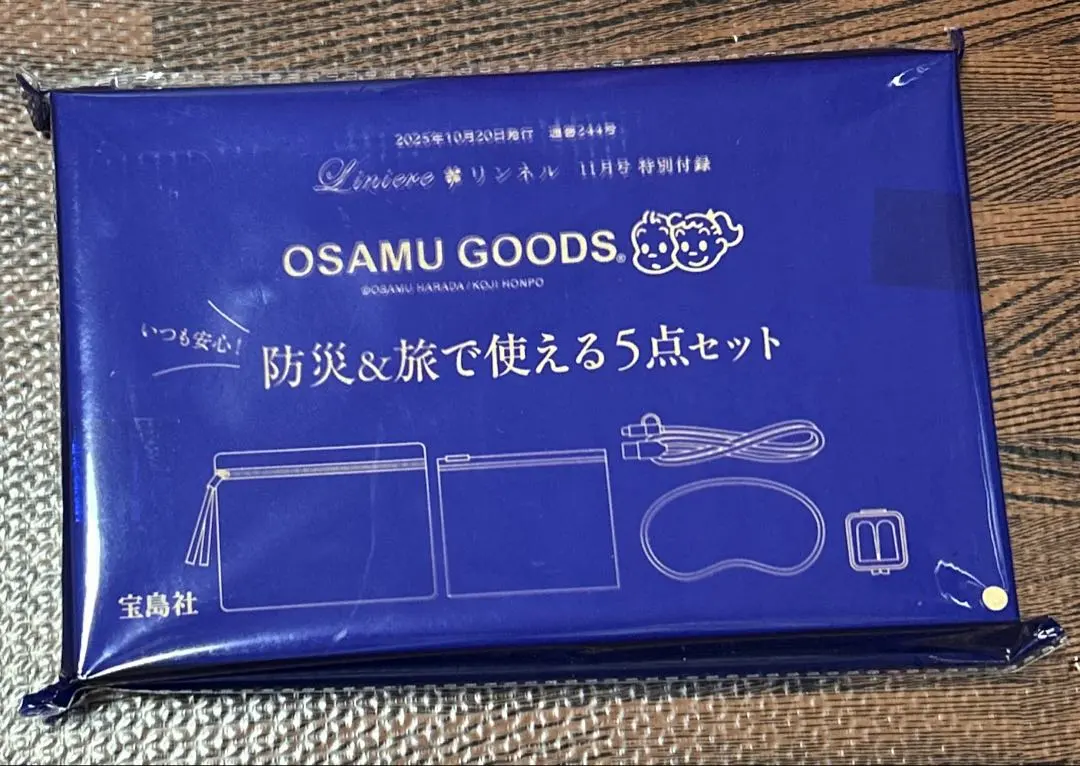 2025年10月20日発行 通巻244号
Liniere リンネル 11月号 特別付録
OSAMU GOODS®
©OSAMU HARADA / KOJI HONPO
いつも安心!
防災&旅で使える5点セット
宝島社